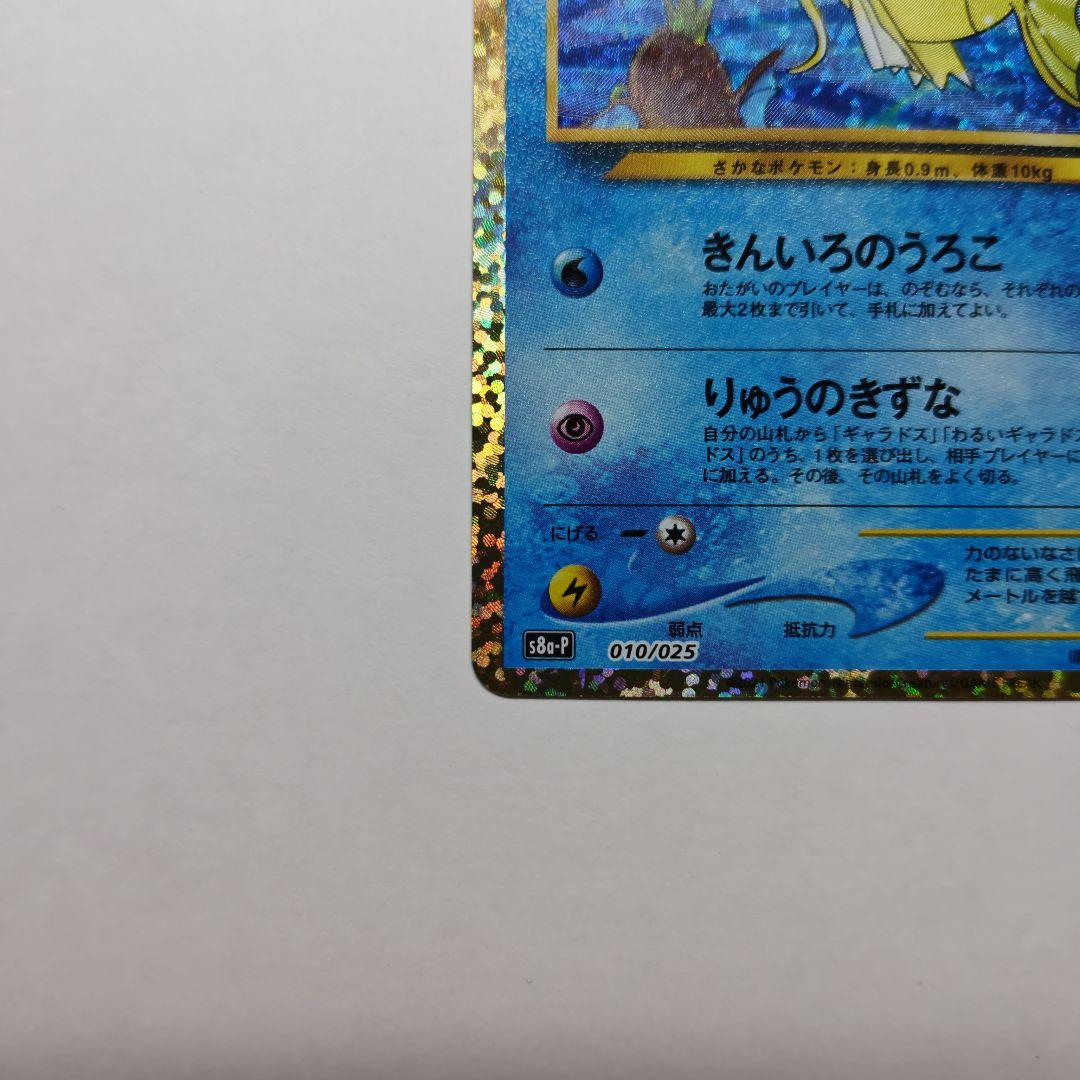 さかなポケモン：身長0.9m、体重10kg
きんいろのうろこ
おたがいのプレイヤーは、のぞむなら、それぞれの
最大2枚まで引いて、手札に加えてよい。
りゅうのきずな
自分の山札から「ギャラドス」「わるいギャラドス
ドス」のうち、1枚を選び出し、相手プレイヤーに
に加える。その後、その山札をよく切る。
にげる
力のないなさけ
たまに高く飛
メートルを越
弱点 抵抗力
s8a-P 010/025